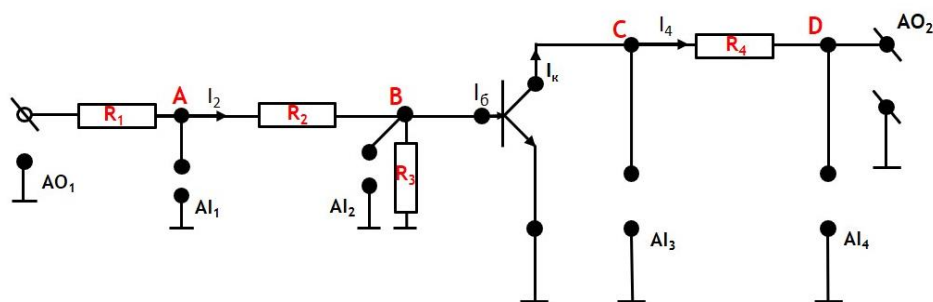 C
I₄
D
AO₂
R₄
Iк
A
I₂
B
Iб
R₁
R₂
R₃
AO₁
AI₁
AI₂
AI₃
AI₄